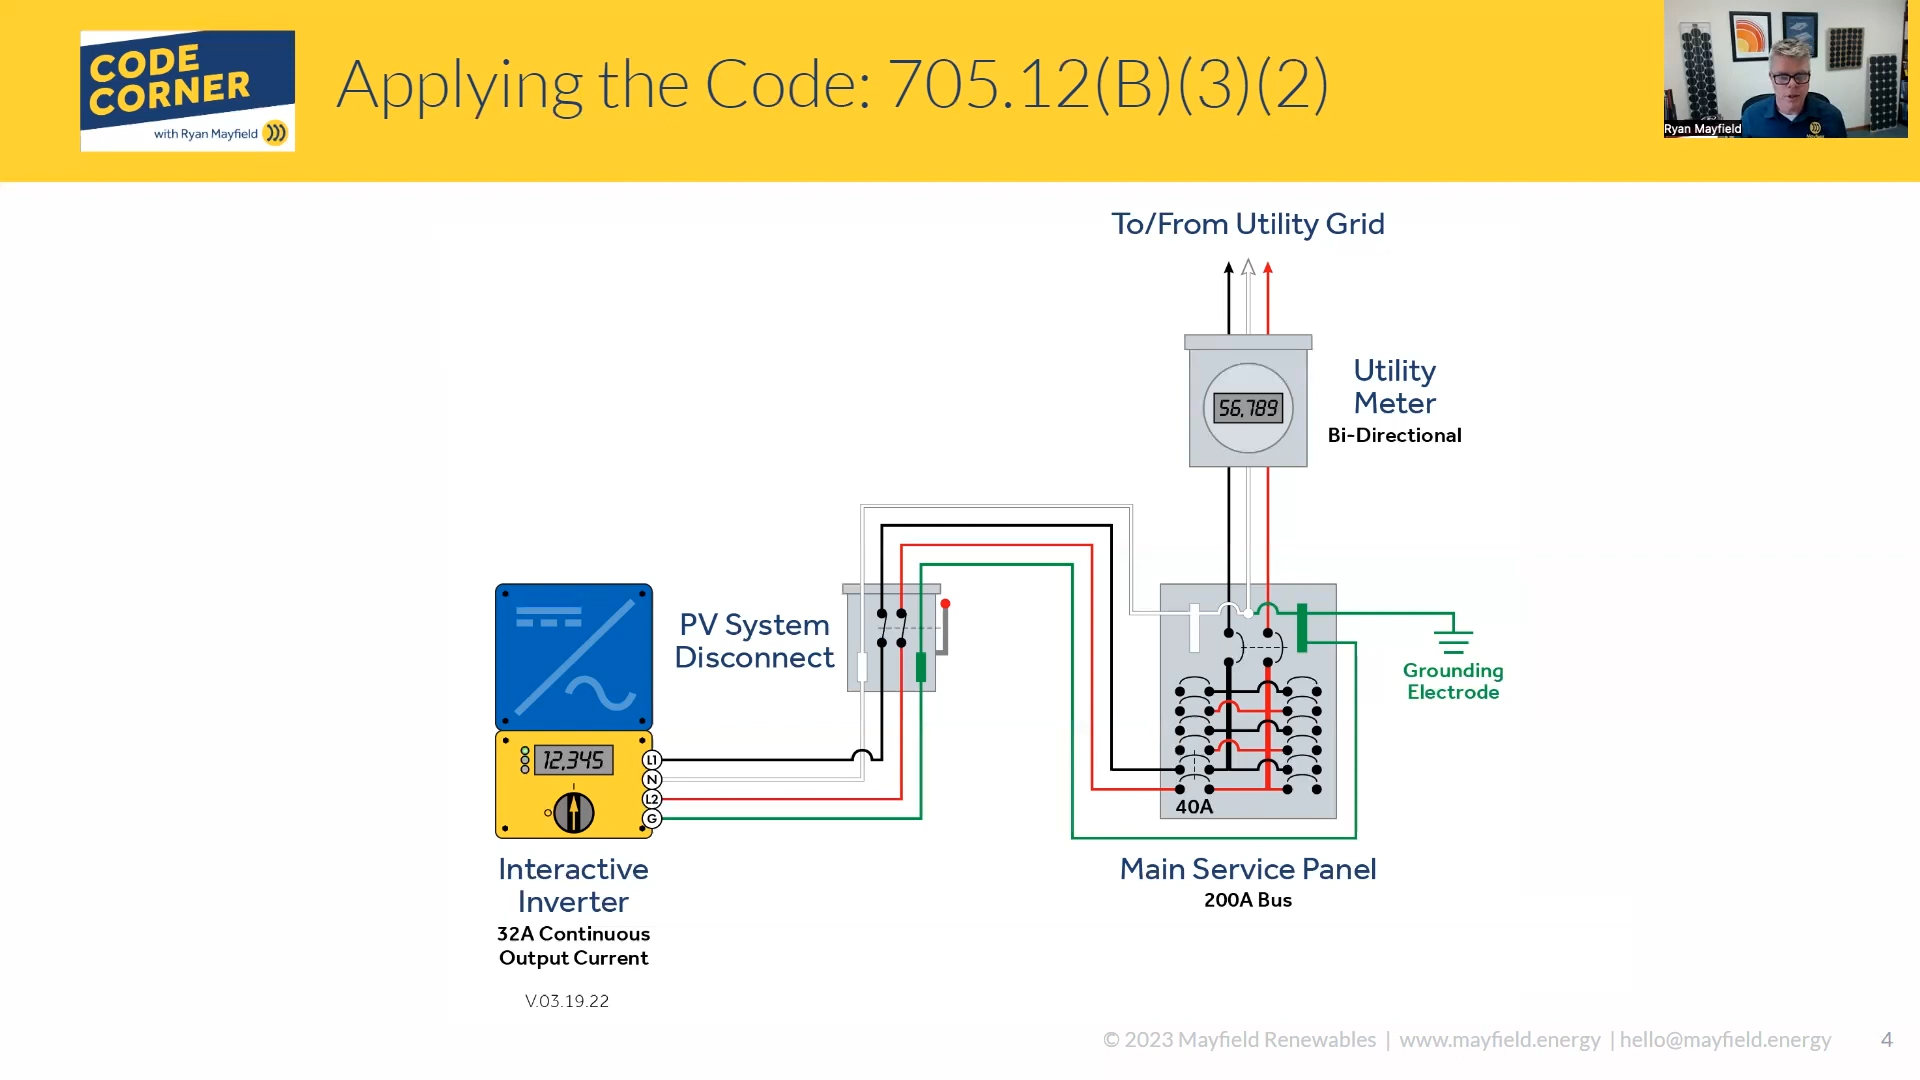 CODE
CORNER
with Ryan Mayfield
Applying the Code: 705.12(B)(3)(2)
Ryan Mayfield
To/From Utility Grid
56,789
Utility
Meter
Bi-Directional
PV System
Disconnect
Grounding
Electrode
12,345
L1
N
L2
G
40A
Interactive
Inverter
32A Continuous
Output Current
V.03.19.22
Main Service Panel
200A Bus
© 2023 Mayfield Renewables | www.mayfield.energy | hello@mayfield.energy
4